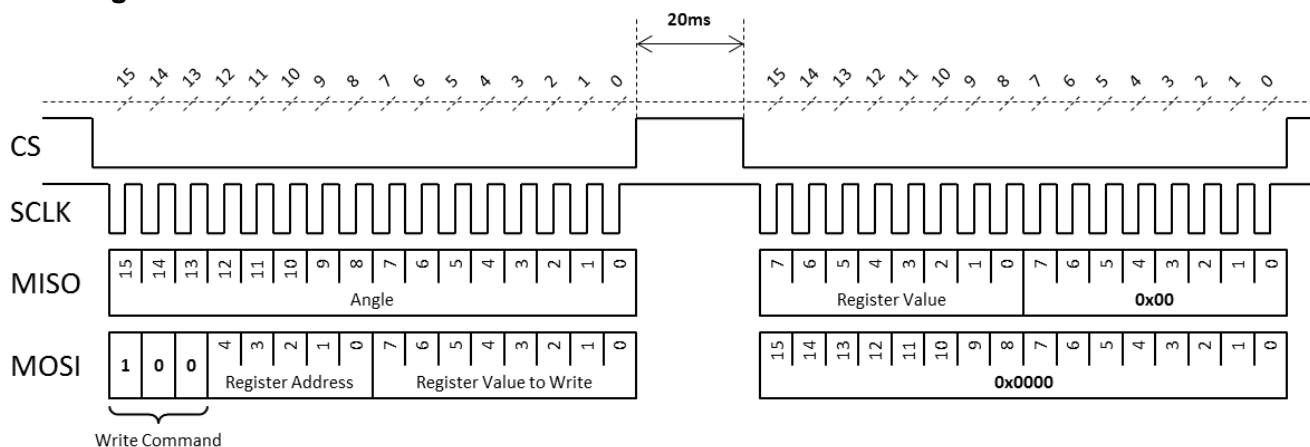 20ms
15 14 13 12 11 10 9 8 7 6 5 4 3 2 1 0 15 14 13 12 11 10 9 8 7 6 5 4 3 2 1 0
CS
SCLK
MISO 15 14 13 12 11 10 9 8 7 6 5 4 3 2 1 0 7 6 5 4 3 2 1 0 7 6 5 4 3 2 1 0
Angle Register Value 0x00
MOSI 1 0 0 4 3 2 1 0 7 6 5 4 3 2 1 0 15 14 13 12 11 10 9 8 7 6 5 4 3 2 1 0
Register Address Register Value to Write 0x0000
Write Command